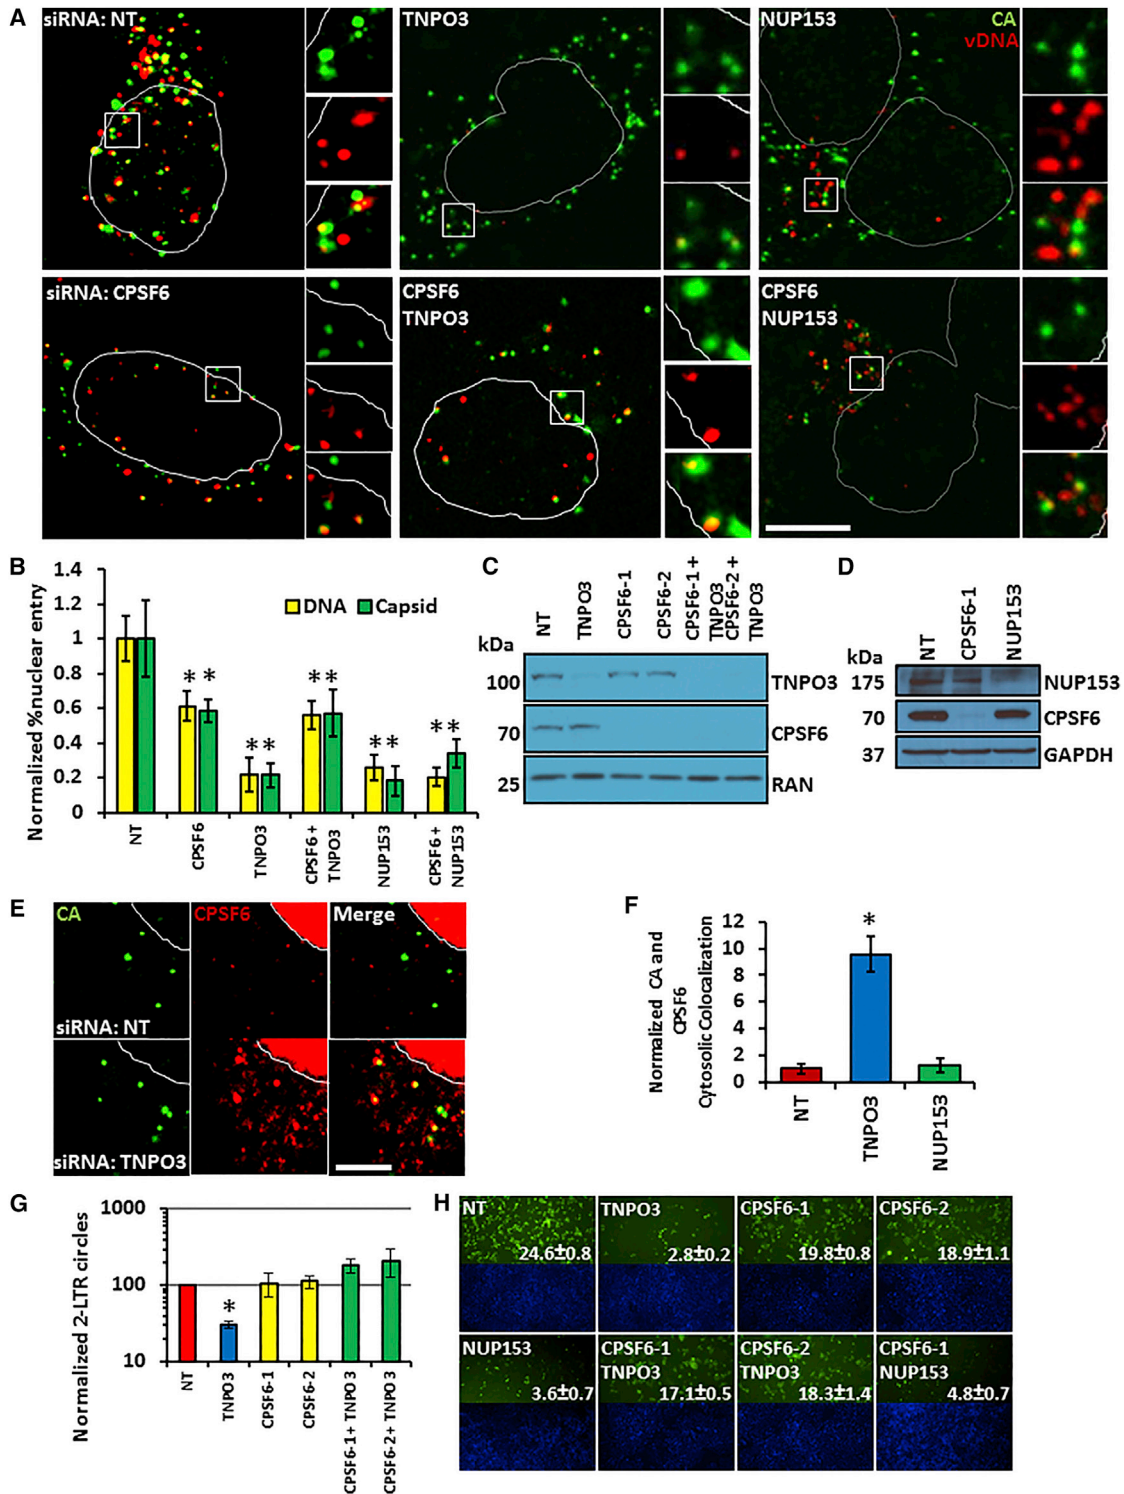 A
siRNA: NT
TNPO3
NUP153
CA
vDNA
siRNA: CPSF6
CPSF6
TNPO3
CPSF6
NUP153
B
Normalized %nuclear entry
1.4
1.2
1
0.8
0.6
0.4
0.2
0
DNA
Capsid
* *
* *
* *
* *
* *
NT
CPSF6
TNPO3
CPSF6 +
TNPO3
NUP153
CPSF6 +
NUP153
C
kDa
NT
TNPO3
CPSF6-1
CPSF6-2
CPSF6-1 +
TNPO3
CPSF6-2 +
TNPO3
100
TNPO3
70
CPSF6
25
RAN
D
kDa
NT
CPSF6-1
NUP153
175
NUP153
70
CPSF6
37
GAPDH
E
CA
CPSF6
Merge
siRNA: NT
siRNA: TNPO3
F
Normalized CA and
CPSF6
Cytosolic Colocalization
12
10
8
6
4
2
0
*
NT
TNPO3
NUP153
G
Normalized 2-LTR circles
1000
100
10
*
NT
TNPO3
CPSF6-1
CPSF6-2
CPSF6-1+ TNPO3
CPSF6-2+ TNPO3
H
NT
24.6±0.8
TNPO3
2.8±0.2
CPSF6-1
19.8±0.8
CPSF6-2
18.9±1.1
NUP153
3.6±0.7
CPSF6-1
TNPO3
17.1±0.5
CPSF6-2
TNPO3
18.3±1.4
CPSF6-1
NUP153
4.8±0.7